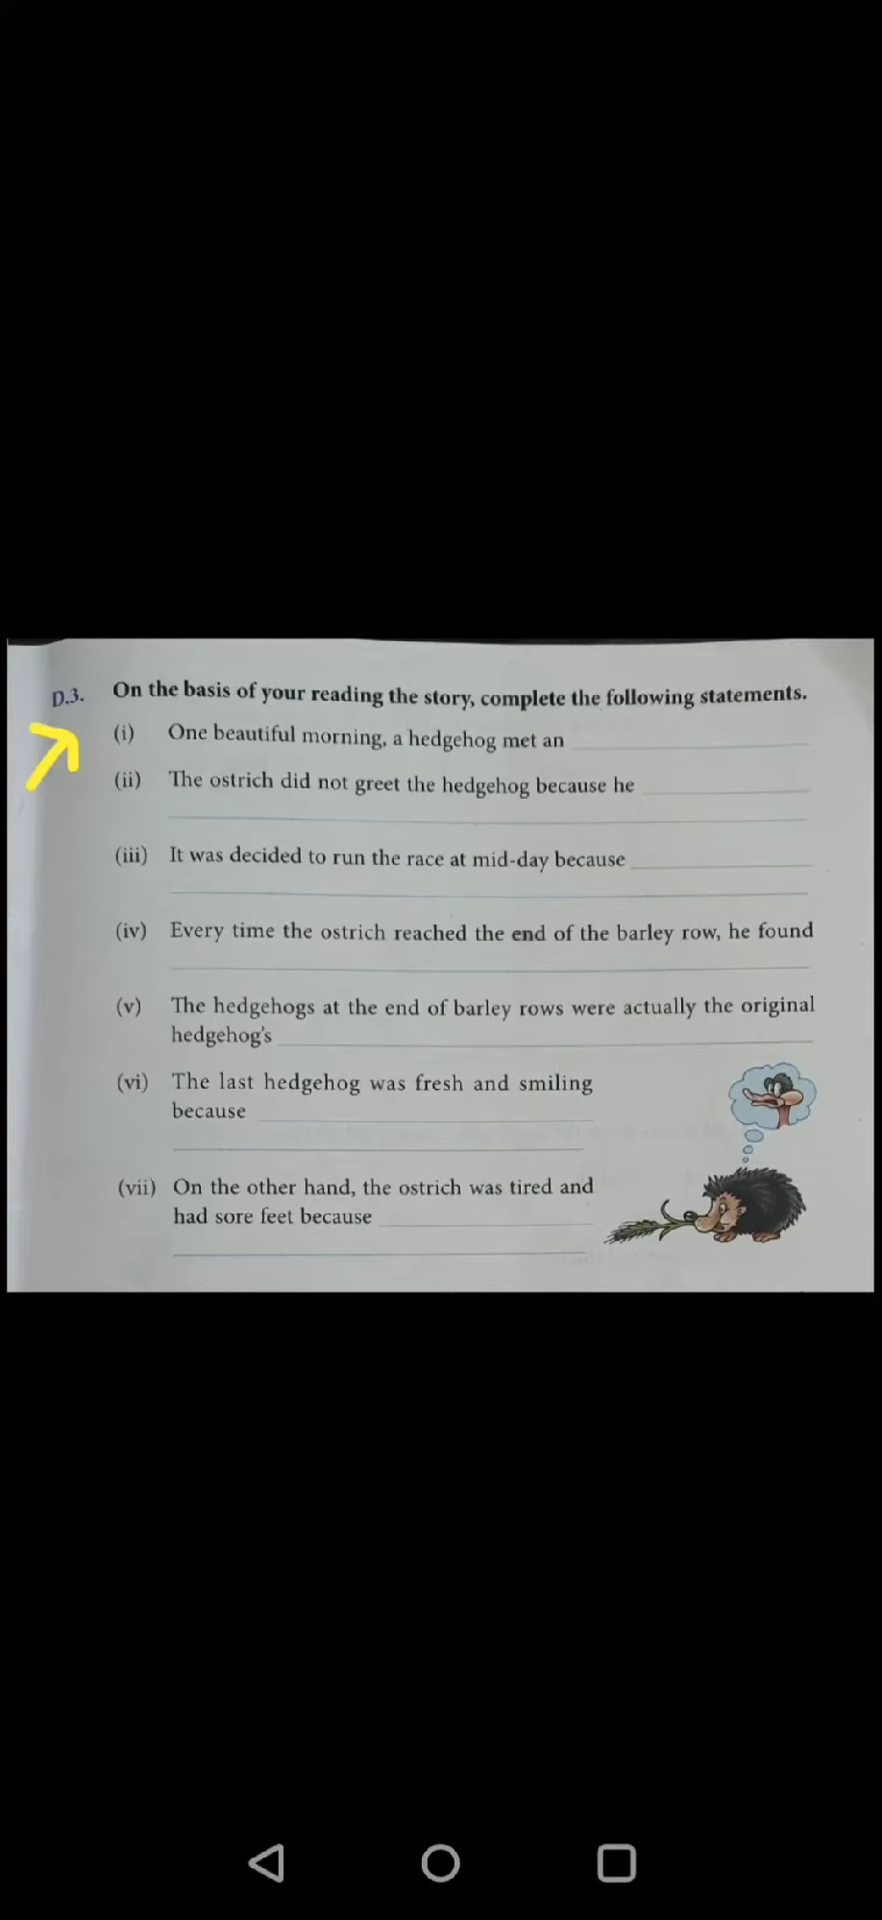 D.3. On the basis of your reading the story, complete the following statements.
(i) One beautiful morning, a hedgehog met an
(ii) The ostrich did not greet the hedgehog because he
(iii) It was decided to run the race at mid-day because
(iv) Every time the ostrich reached the end of the barley row, he found
(v) The hedgehogs at the end of barley rows were actually the original
hedgehog's
(vi) The last hedgehog was fresh and smiling
because
(vii) On the other hand, the ostrich was tired and
had sore feet because